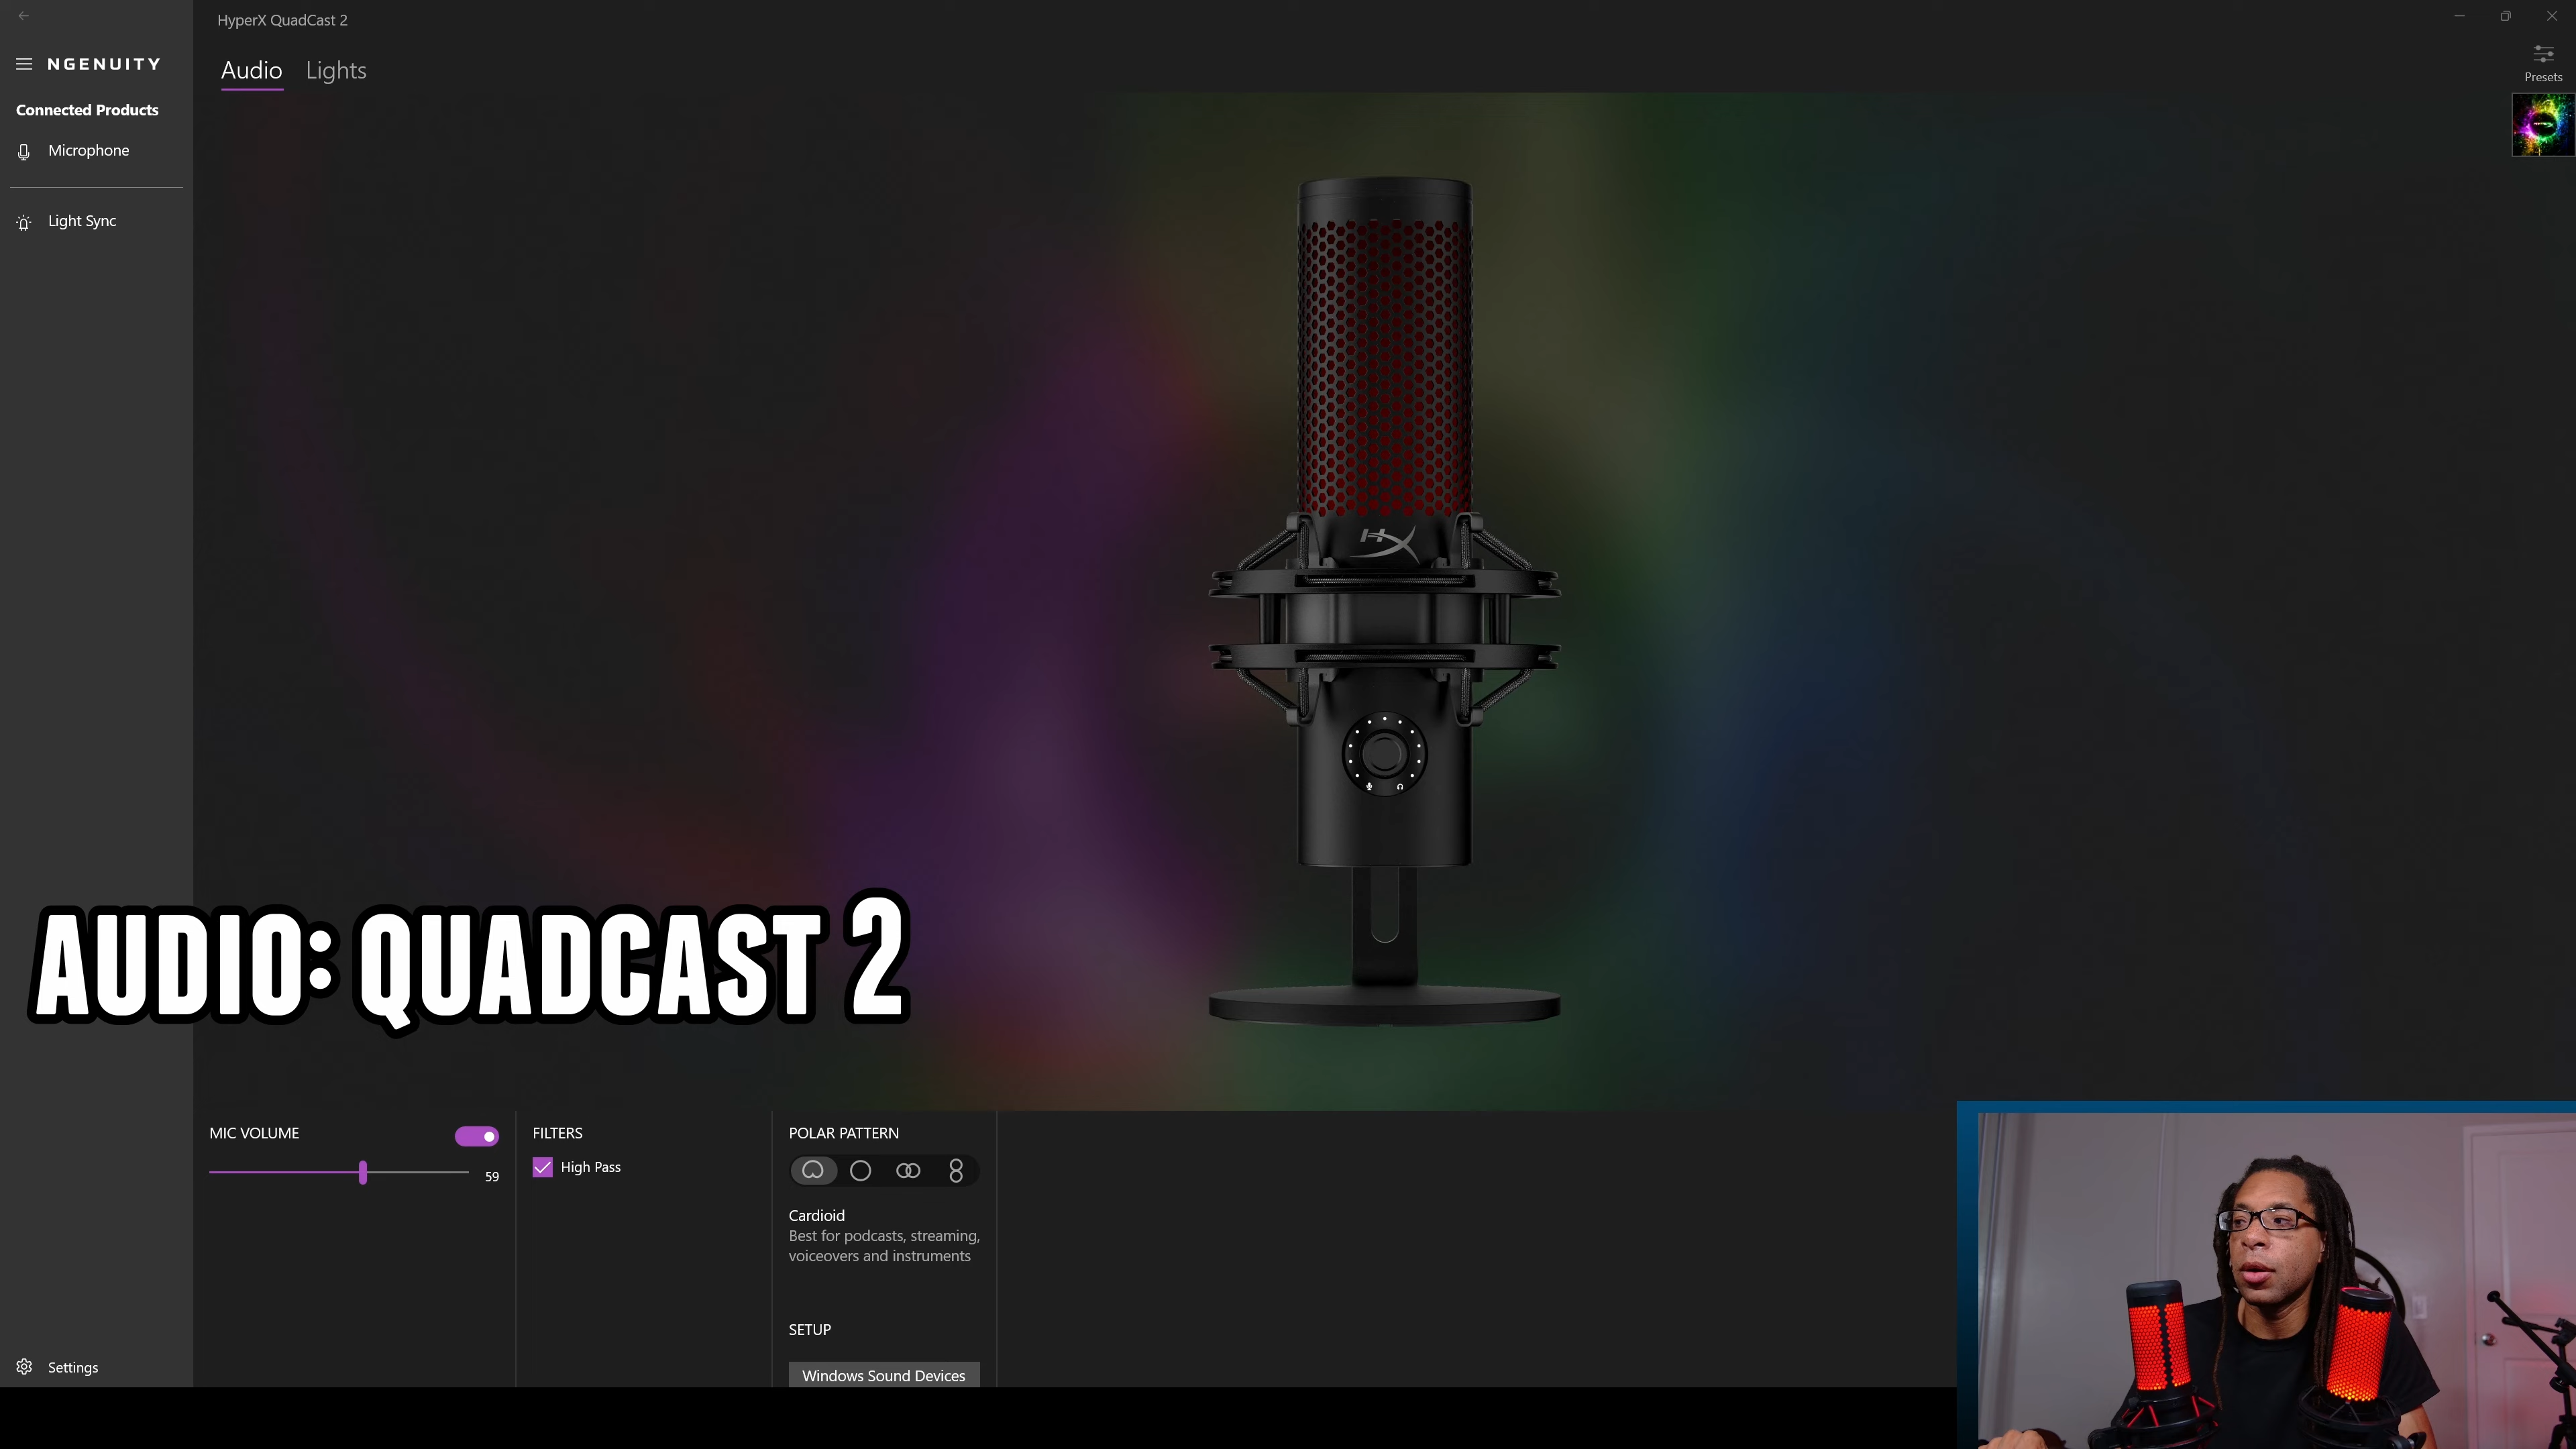 HyperX QuadCast 2
NGENUITY
Audio Lights
Presets
Connected Products
Microphone
Light Sync
HX
AUDIO: QUADCAST 2
MIC VOLUME
59
FILTERS
High Pass
POLAR PATTERN
Cardioid
Best for podcasts, streaming,
voiceovers and instruments
SETUP
Windows Sound Devices
Settings